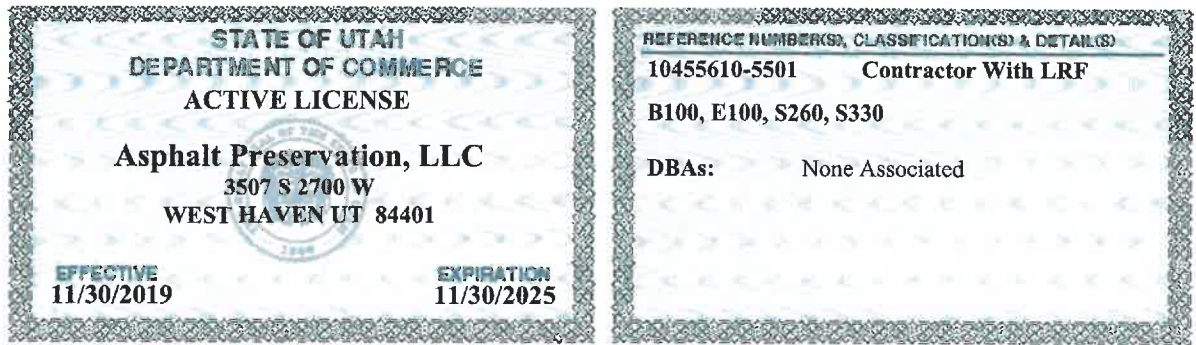 STATE OF UTAH
DEPARTMENT OF COMMERCE
ACTIVE LICENSE
Asphalt Preservation, LLC
3507 S 2700 W
WEST HAVEN UT 84401
EFFECTIVE
11/30/2019
EXPIRATION
11/30/2025
REFERENCE NUMBER(S), CLASSIFICATION(S) & DETAIL(S)
10455610-5501 Contractor With LRF
B100, E100, S260, S330
DBAs: None Associated